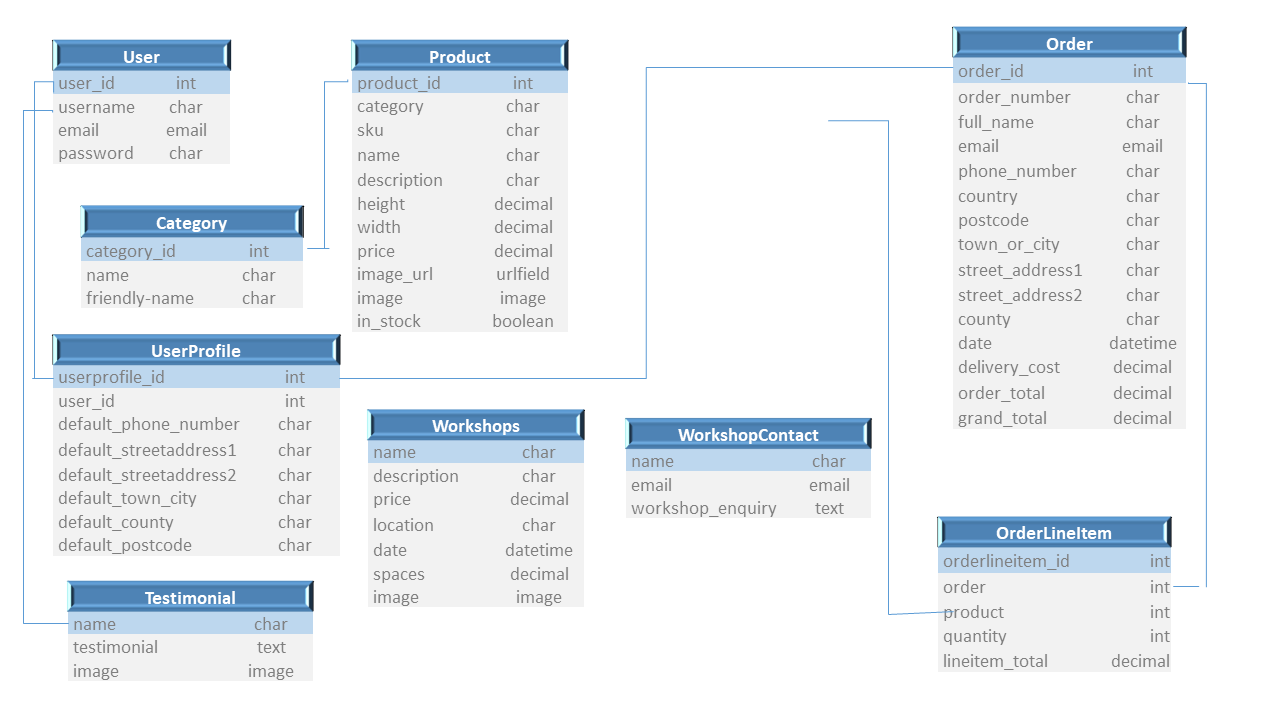 User
user_id int
username char
email email
password char
Category
category_id int
name char
friendly-name char
UserProfile
userprofile_id int
user_id int
default_phone_number char
default_streetaddress1 char
default_streetaddress2 char
default_town_city char
default_county char
default_postcode char
Testimonial
name char
testimonial text
image image
Product
product_id int
category char
sku char
name char
description char
height decimal
width decimal
price decimal
image_url urlfield
image image
in_stock boolean
Workshops
name char
description char
price decimal
location char
date datetime
spaces decimal
image image
WorkshopContact
name char
email email
workshop_enquiry text
Order
order_id int
order_number char
full_name char
email email
phone_number char
country char
postcode char
town_or_city char
street_address1 char
street_address2 char
county char
date datetime
delivery_cost decimal
order_total decimal
grand_total decimal
OrderLineItem
orderlineitem_id int
order int
product int
quantity int
lineitem_total decimal